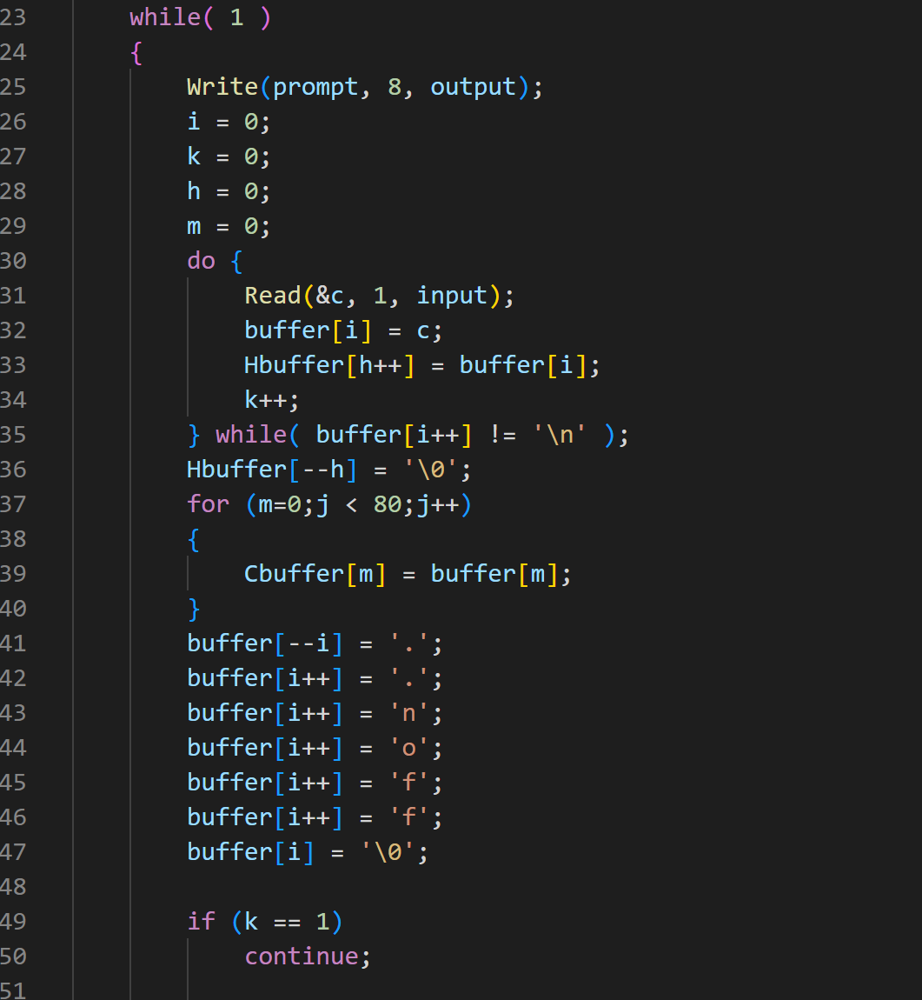 23 while( 1 )
24 {
25 Write(prompt, 8, output);
26 i = 0;
27 k = 0;
28 h = 0;
29 m = 0;
30 do {
31 Read(&c, 1, input);
32 buffer[i] = c;
33 Hbuffer[h++] = buffer[i];
34 k++;
35 } while( buffer[i++] != '\n' );
36 Hbuffer[--h] = '\0';
37 for (m=0;j < 80;j++)
38 {
39 Cbuffer[m] = buffer[m];
40 }
41 buffer[--i] = '.';
42 buffer[i++] = '.';
43 buffer[i++] = 'n';
44 buffer[i++] = 'o';
45 buffer[i++] = 'f';
46 buffer[i++] = 'f';
47 buffer[i] = '\0';
48
49 if (k == 1)
50 continue;
51